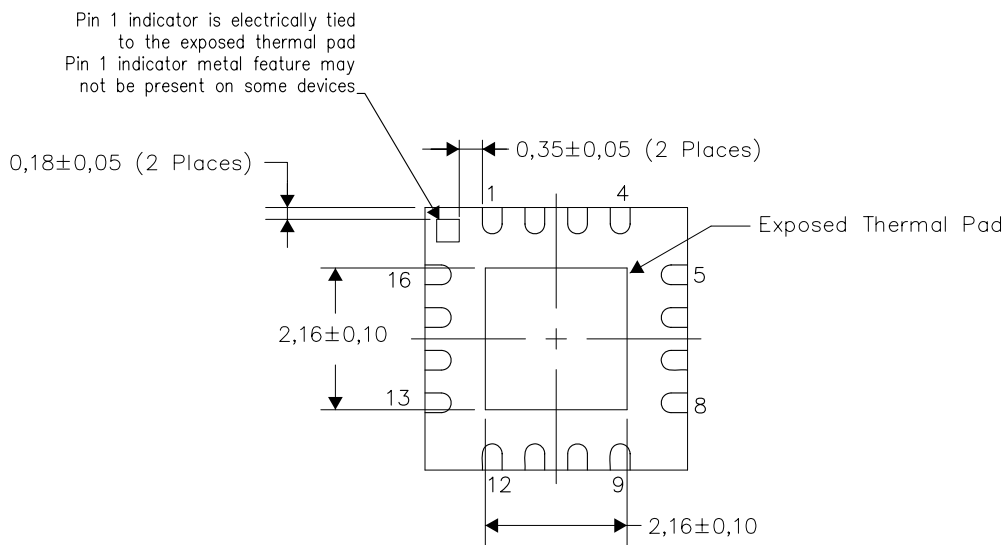 Pin 1 indicator is electrically tied
to the exposed thermal pad
Pin 1 indicator metal feature may
not be present on some devices
0,18±0,05 (2 Places)
0,35±0,05 (2 Places)
1
4
Exposed Thermal Pad
16
5
2,16±0,10
13
8
12
9
2,16±0,10